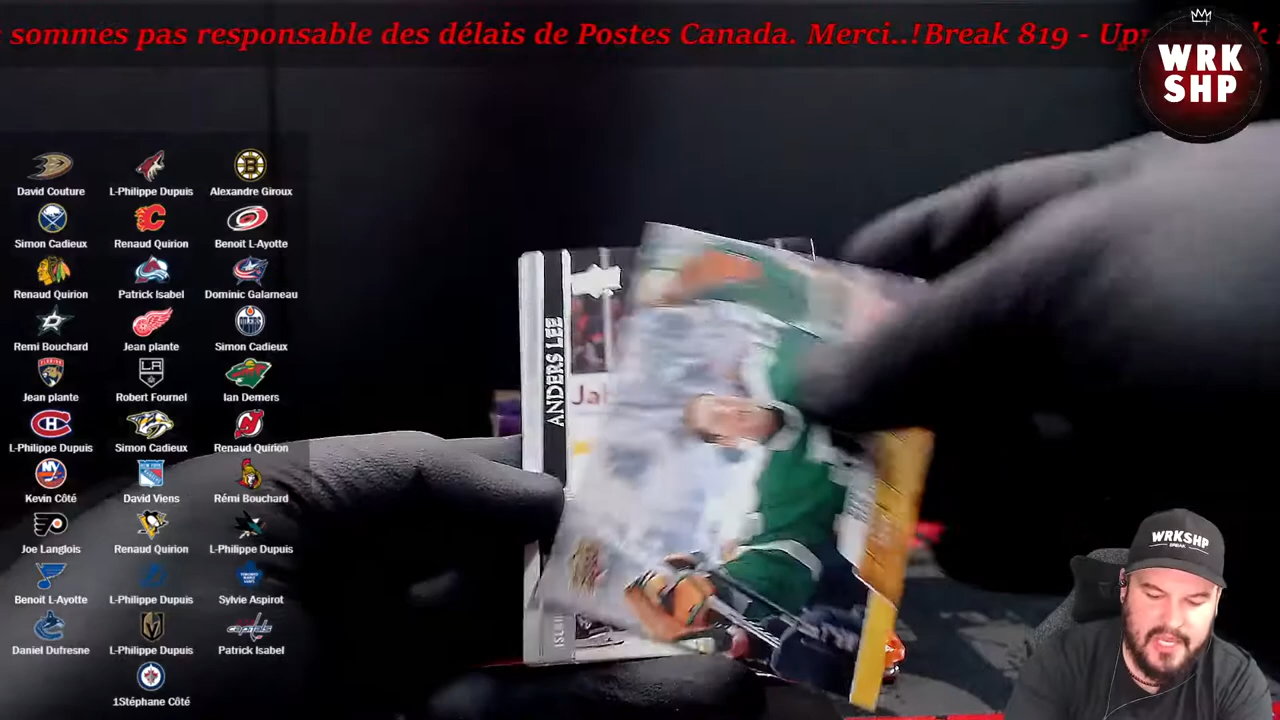 sommes pas responsable des délais de Postes Canada. Merci..!Break 819 - Up
WRK
SHP
David Couture L-Philippe Dupuis Alexandre Giroux
Simon Cadieux Renaud Quirion Benoit L-Ayotte
Renaud Quirion Patrick Isabel Dominic Galarneau
Remi Bouchard Jean plante Simon Cadieux
Jean plante Robert Fournel Ian Demers
L-Philippe Dupuis Simon Cadieux Renaud Quirion
Kevin Côté David Viens Rémi Bouchard
Joe Langlois Renaud Quirion L-Philippe Dupuis
Benoit L-Ayotte L-Philippe Dupuis Sylvie Aspirot
Daniel Dufresne L-Philippe Dupuis Patrick Isabel
1Stéphane Côté
ANDERS LEE
WRKSHP
BREAK